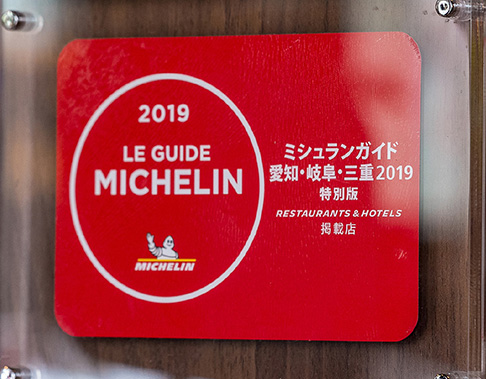 2019
LE GUIDE
MICHELIN
MICHELIN
ミシュランガイド
愛知・岐阜・三重2019
特別版
RESTAURANTS & HOTELS
掲載店